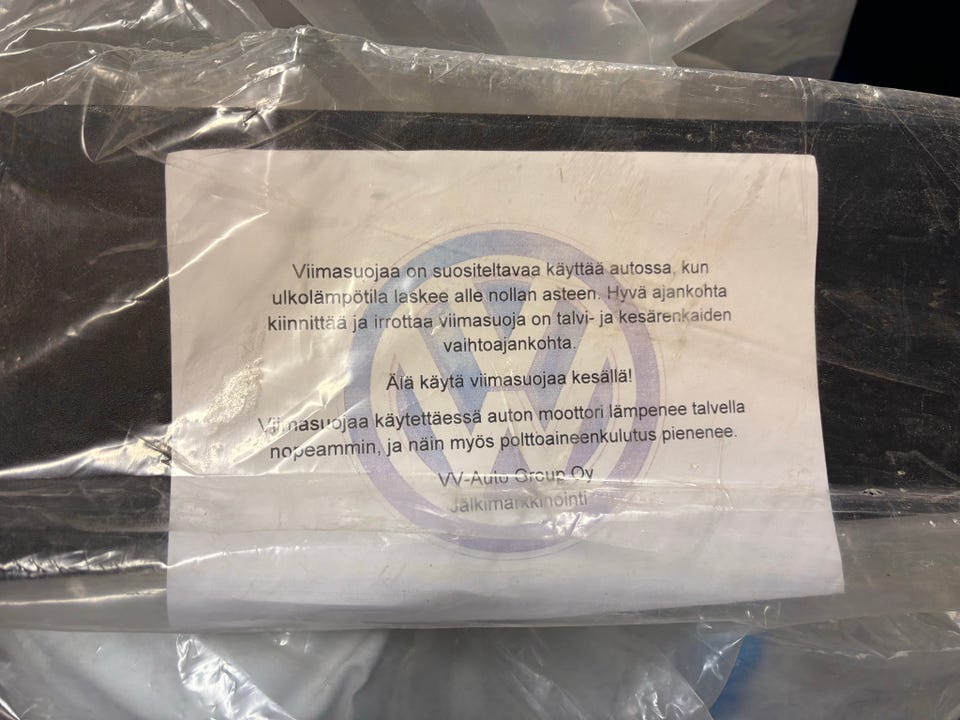 Viimasuojaa on suositeltavaa käyttää autossa, kun
ulkolämpötila laskee alle nollan asteen. Hyvä ajankohta
kiinnittää ja irrottaa viimasuoja on talvi- ja kesärenkaiden
vaihtoajankohta.
Älä käytä viimasuojaa kesällä!
Viimasuojaa käytettäessä auton moottori lämpenee talvella
nopeammin, ja näin myös polttoaineenkulutus pienenee.
VV-Auto Group Oy
Jälkimarkkinointi